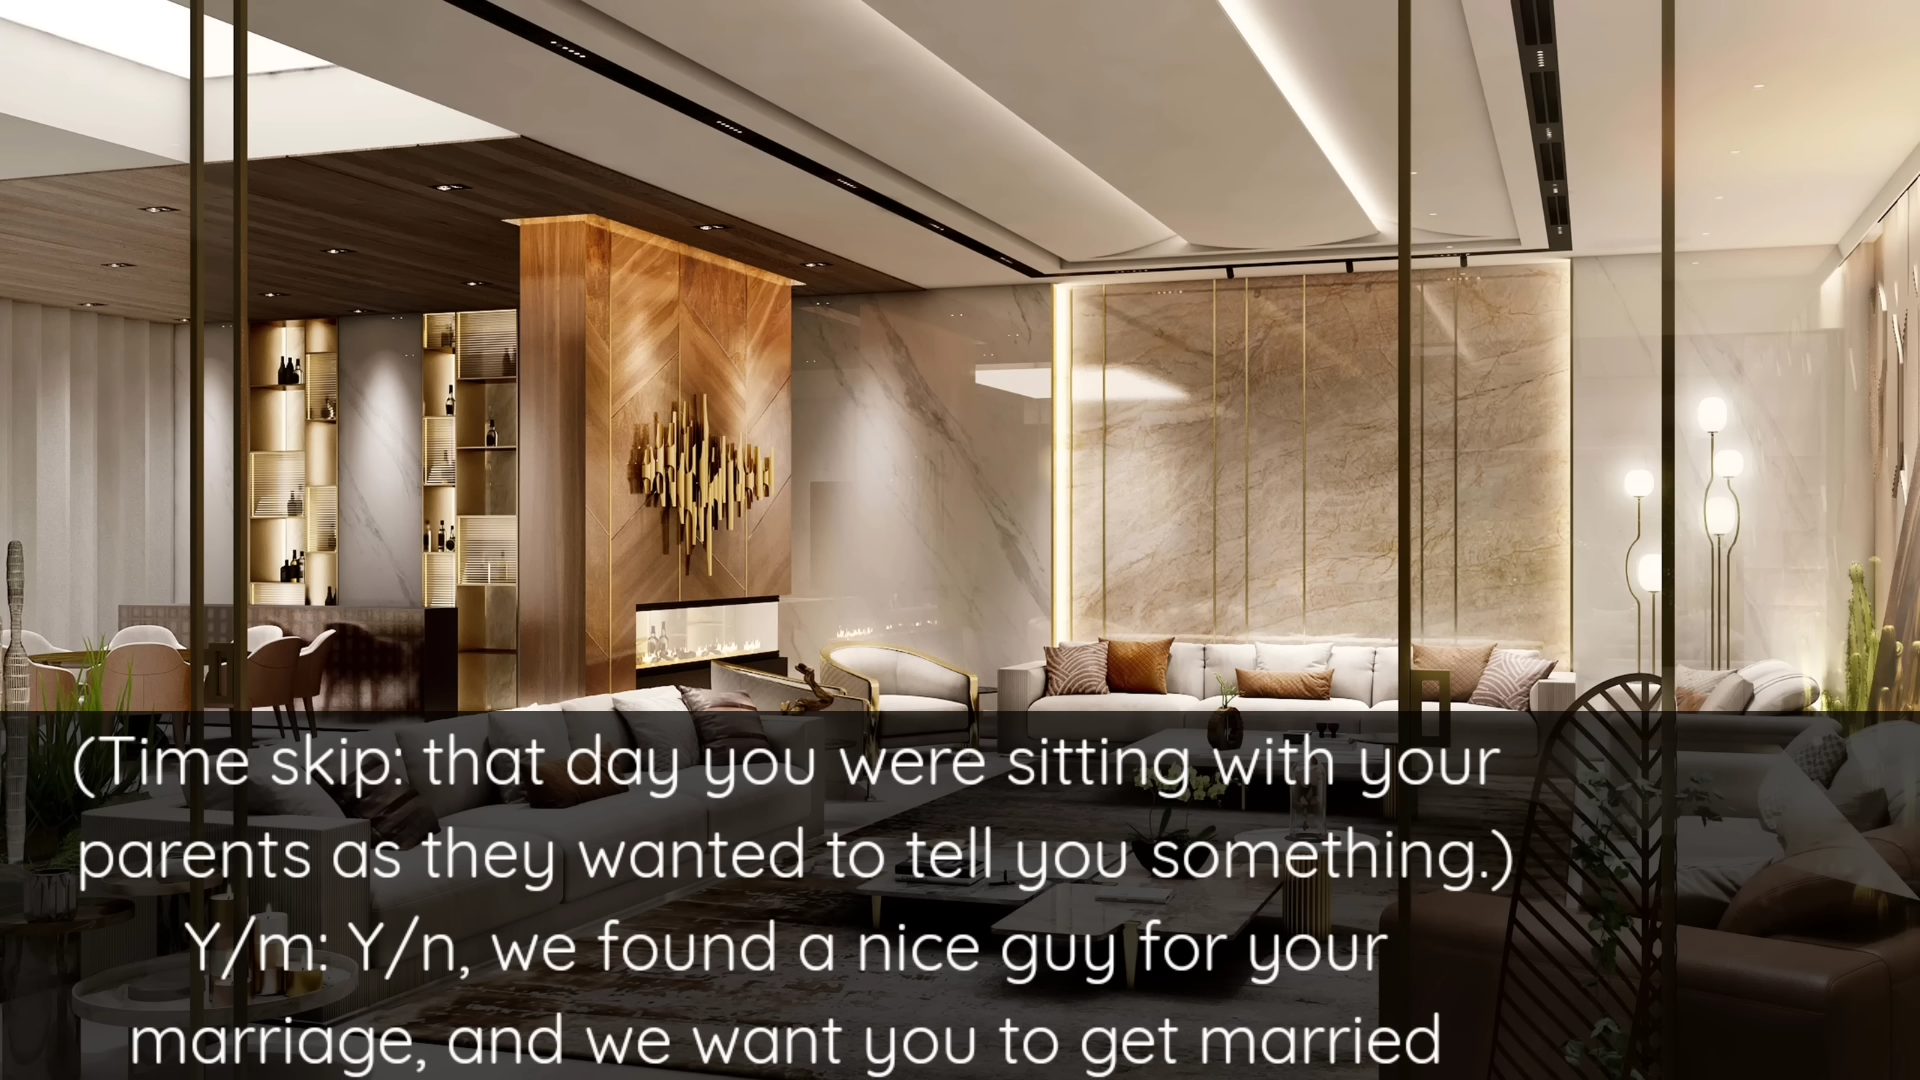 (Time skip: that day you were sitting with your
parents as they wanted to tell you something.)
Y/m: Y/n, we found a nice guy for your
marriage, and we want you to get married